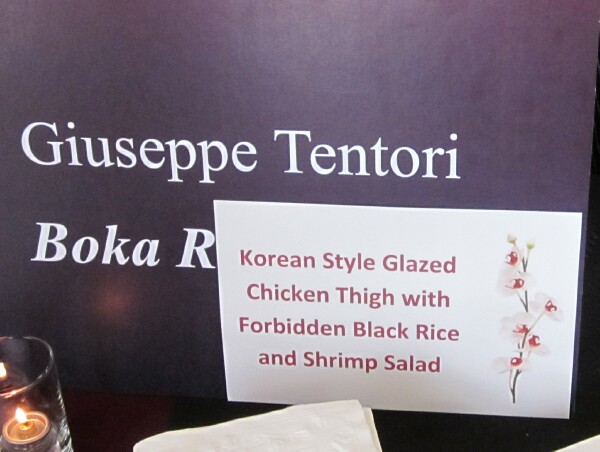 Giuseppe Tentori
Boka R
Korean Style Glazed
Chicken Thigh with
Forbidden Black Rice
and Shrimp Salad